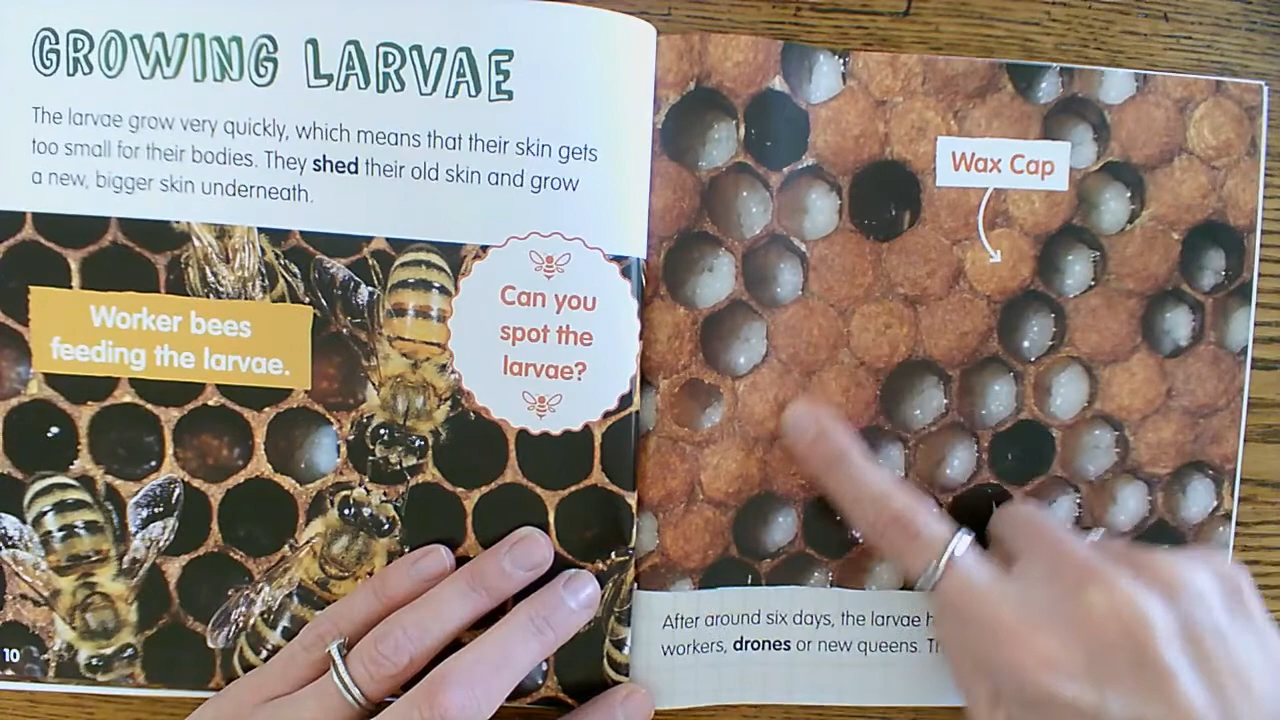 GROWING LARVAE
The larvae grow very quickly, which means that their skin gets
too small for their bodies. They shed their old skin and grow
a new, bigger skin underneath.
Worker bees
feeding the larvae.
Can you
spot the
larvae?
10
Wax Cap
After around six days, the larvae
workers, drones or new queens.